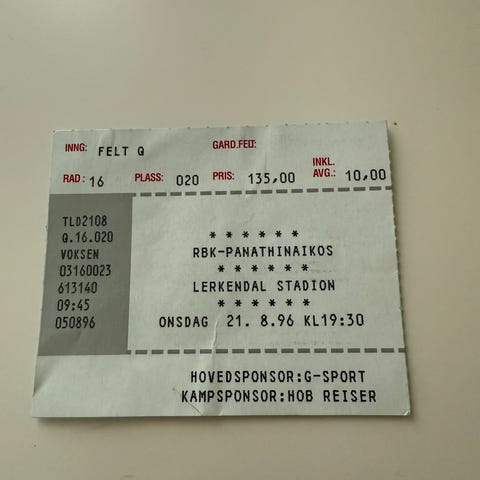 INNG: FELT Q GARD.FED:
RAD: 16 PLASS: 020 PRIS: 135,00 INKL. AVG.: 10,00
TLD2108
Q.16.020
VOKSEN
03160023
613140
09:45
050896
* * * * * *
RBK-PANATHINAIKOS
* * * * * *
LERKENDAL STADION
* * * * * *
ONSDAG 21. 8.96 KL19:30
HOVEDSPONSOR:G-SPORT
KAMPSPONSOR:HOB REISER